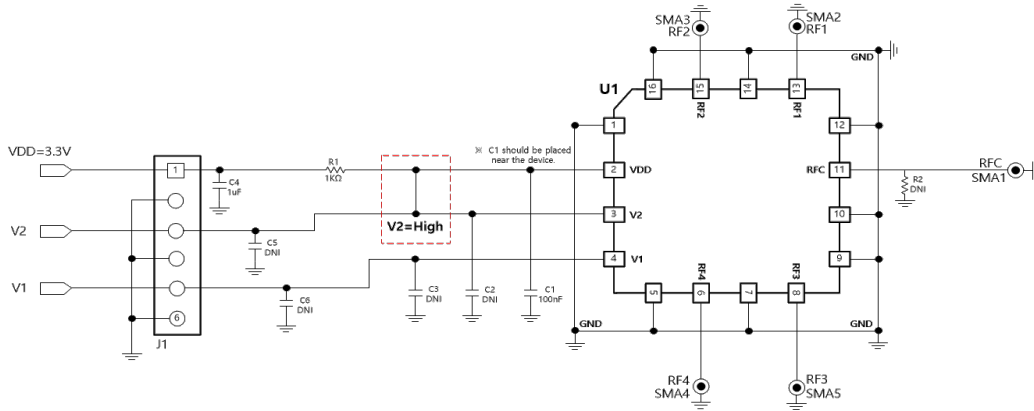 SMA3
RF2
SMA2
RF1
GND
U1
16
15
14
13
RF2
RF1
1
12
VDD=3.3V
※ C1 should be placed
near the device.
1
R1
1KΩ
2
VDD
RFC
11
RFC
SMA1
C4
1uF
R2
DNI
V2
V2=High
3
V2
10
C5
DNI
4
V1
9
V1
C6
DNI
C3
DNI
C2
DNI
C1
100nF
RF4
RF3
5
6
7
8
6
J1
GND
GND
RF4
SMA4
RF3
SMA5